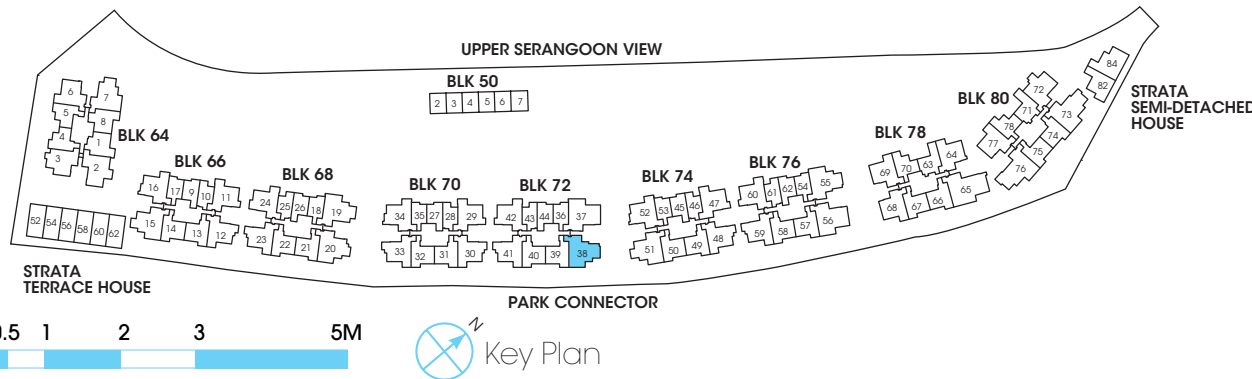 UPPER SERANGOON VIEW
BLK 50
2 3 4 5 6 7
BLK 64
6 7
5 8
4 1
3 2
BLK 66
16 17 9 10 11
15 14 13 12
BLK 68
24 25 26 18 19
23 22 21 20
BLK 70
34 35 27 28 29
33 32 31 30
BLK 72
42 43 44 36 37
41 40 39 38
BLK 74
52 53 45 46 47
51 50 49 48
BLK 76
60 61 62 54 55
59 58 57 56
BLK 78
69 70 63 64
68 67 66 65
BLK 80
72
71 73
78 74
77 75
76
84
82
STRATA
SEMI-DETACHED
HOUSE
52 54 56 58 60 62
STRATA
TERRACE HOUSE
PARK CONNECTOR
0.5 1 2 3 5M
N
Key Plan